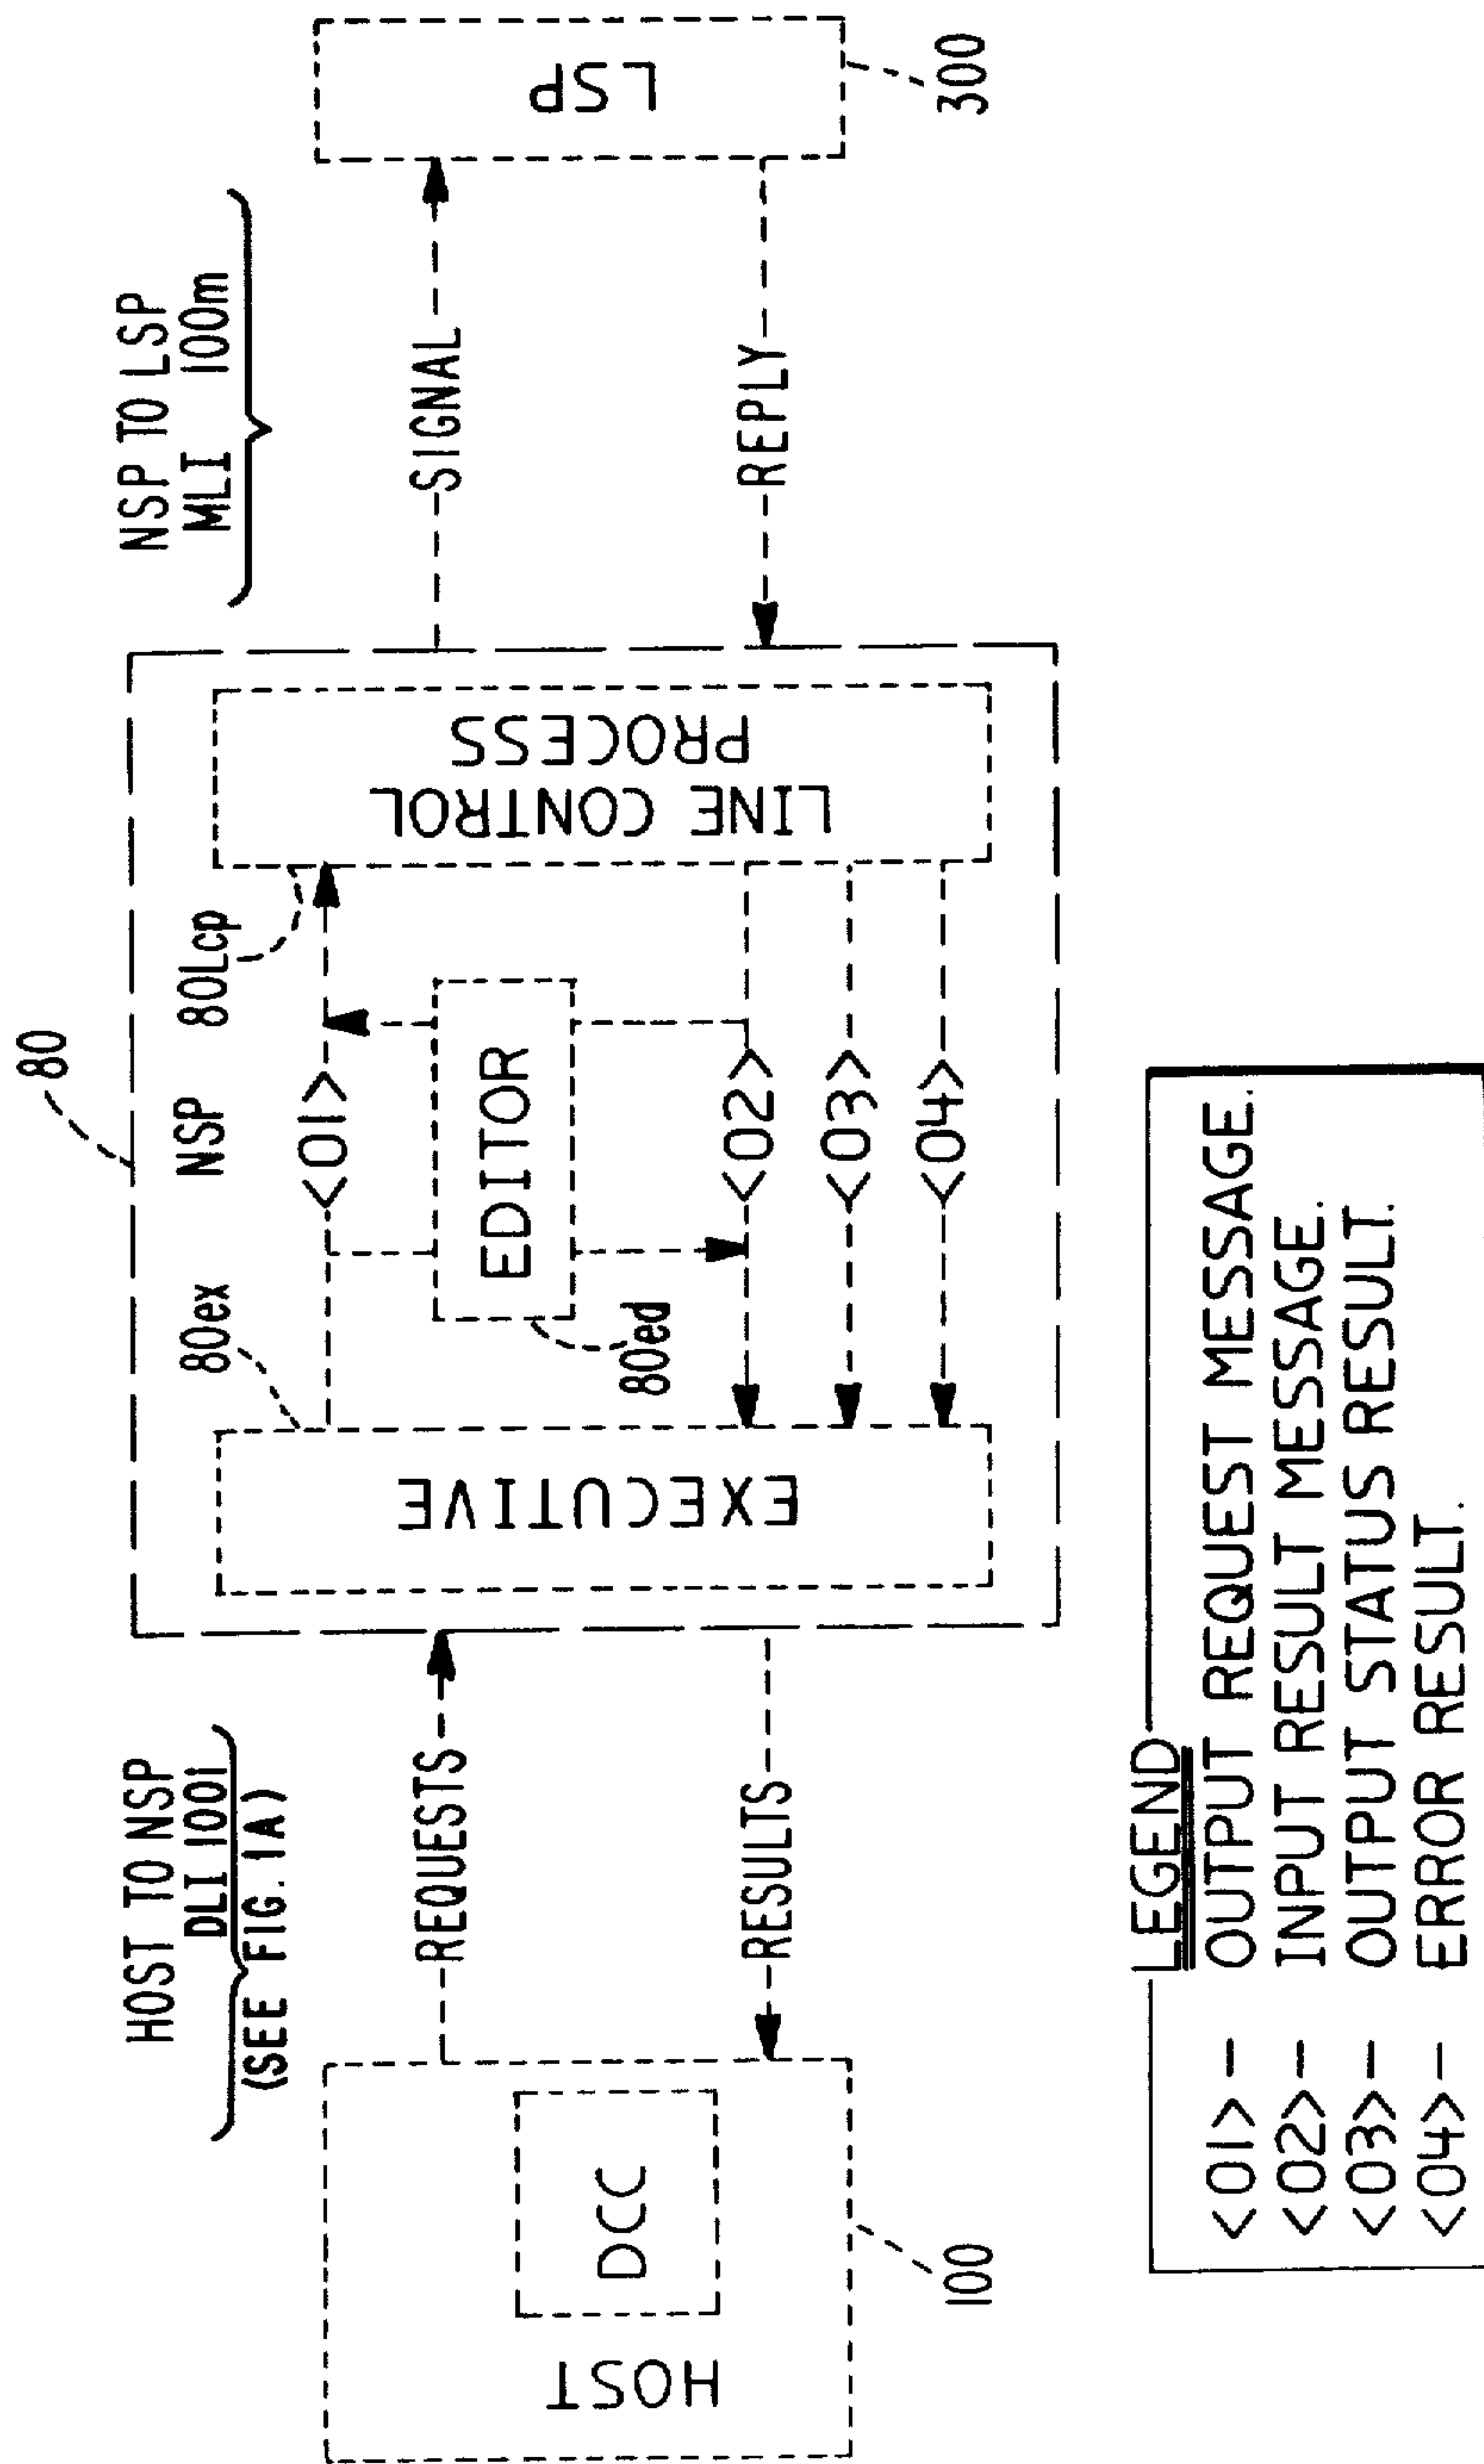 80
HOST TO NSP
DLI 100i
(SEE FIG. 1A)
NSP TO LSP
MLI 100m
80ex
NSP
80Lcp
HOST
DCC
100
REQUESTS
RESULTS
EXECUTIVE
<01>
EDITOR
80ed
<02>
<03>
<04>
LINE CONTROL
PROCESS
SIGNAL
REPLY
LSP
300
LEGEND
<01>- OUTPUT REQUEST MESSAGE.
<02>- INPUT RESULT MESSAGE.
<03>- OUTPUT STATUS RESULT.
<04>- ERROR RESULT.